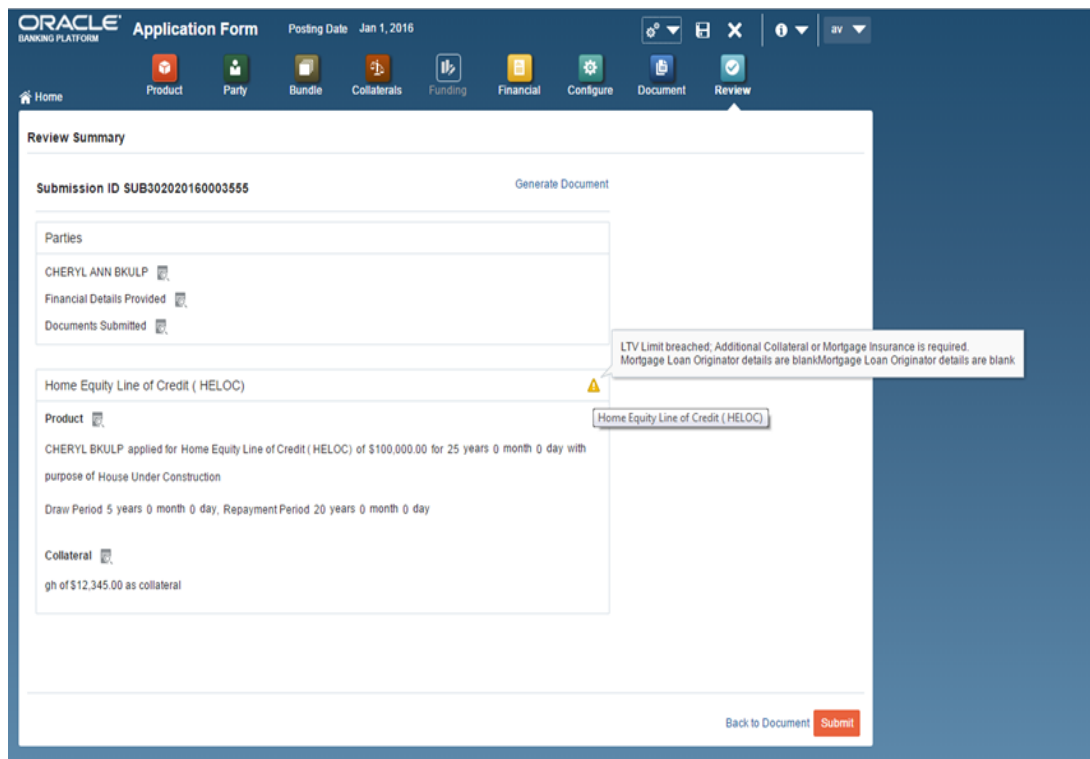 ORACLE
BANKING PLATFORM
Application Form
Posting Date Jan 1, 2016
av
Home
Product
Party
Bundle
Collaterals
Funding
Financial
Configure
Document
Review
Review Summary
Submission ID SUB302020160003555
Generate Document
Parties
CHERYL ANN BKULP
Financial Details Provided
Documents Submitted
LTV Limit breached; Additional Collateral or Mortgage Insurance is required.
Mortgage Loan Originator details are blankMortgage Loan Originator details are blank
Home Equity Line of Credit ( HELOC)
Home Equity Line of Credit ( HELOC)
Product
CHERYL BKULP applied for Home Equity Line of Credit ( HELOC) of $100,000.00 for 25 years 0 month 0 day with
purpose of House Under Construction
Draw Period 5 years 0 month 0 day, Repayment Period 20 years 0 month 0 day
Collateral
gh of $12,345.00 as collateral
Back to Document
Submit